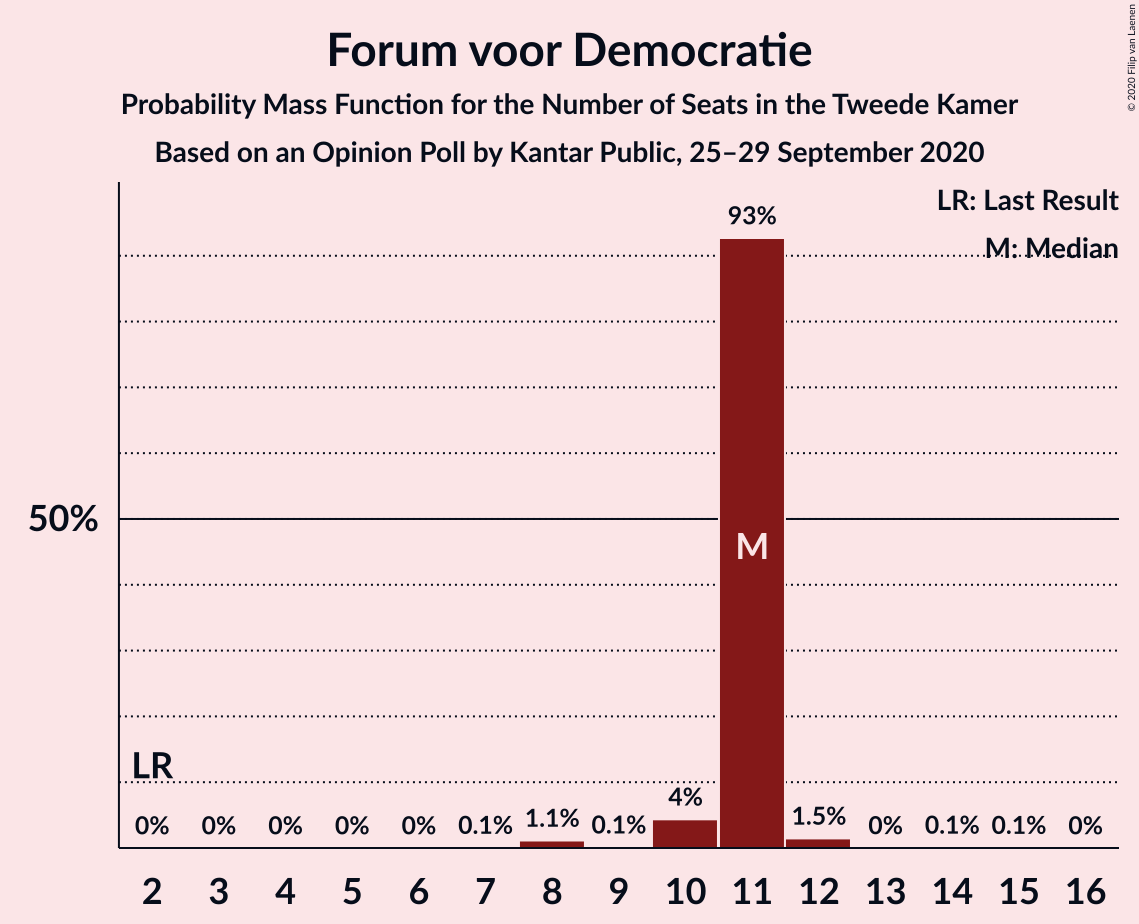 Forum voor Democratie
Probability Mass Function for the Number of Seats in the Tweede Kamer
Based on an Opinion Poll by Kantar Public, 25–29 September 2020
© 2020 Filip van Laenen
LR: Last Result
M: Median
93%
50%
M
LR
0% 0% 0% 0% 0% 0.1% 1.1% 0.1% 4% 1.5% 0% 0.1% 0.1% 0%
2 3 4 5 6 7 8 9 10 11 12 13 14 15 16